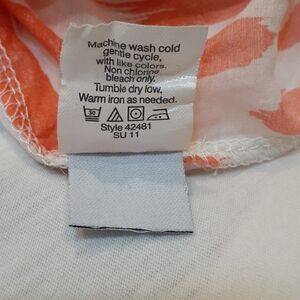 Machine wash cold
gentle cycle,
with like colors.
Non chlorine
bleach only.
Tumble dry low.
Warm iron as needed.
30
Style 42481
SU 11